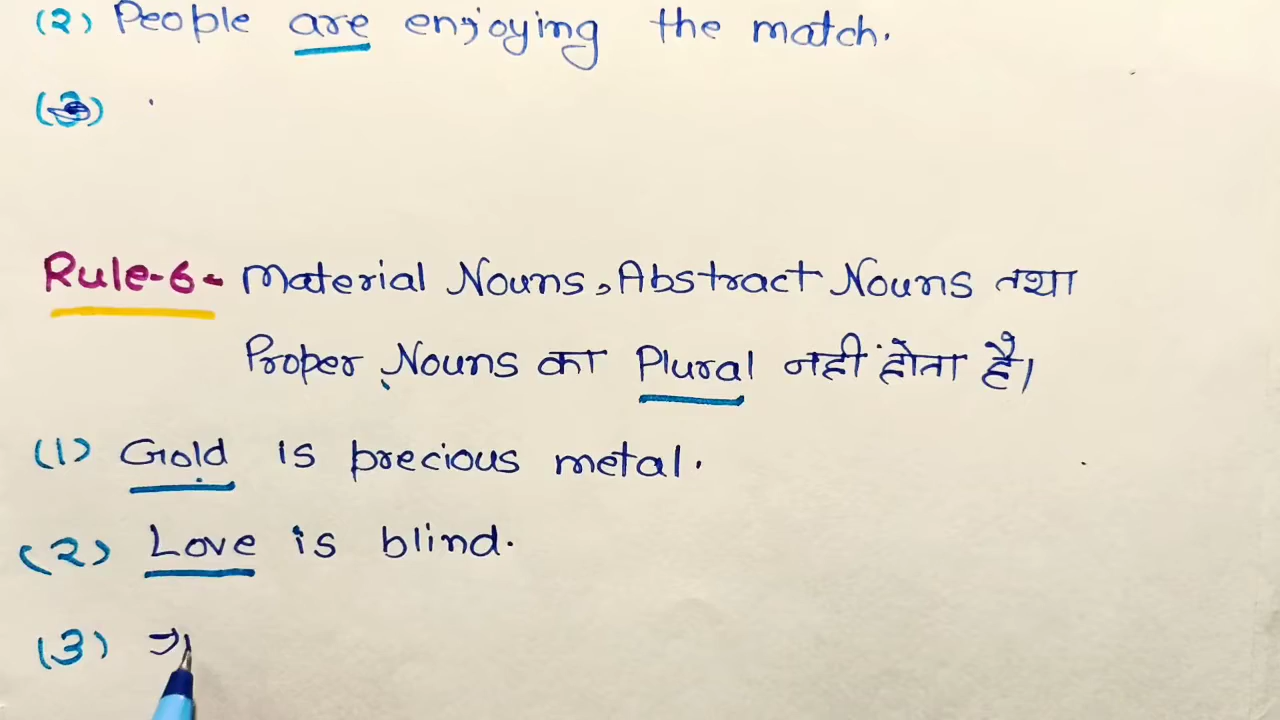 (2) People are enjoying the match.
(3)
Rule-6- Material Nouns, Abstract Nouns तथा
Proper Nouns का Plural नहीं होता है।
(1) Gold is precious metal.
(2) Love is blind.
(3)